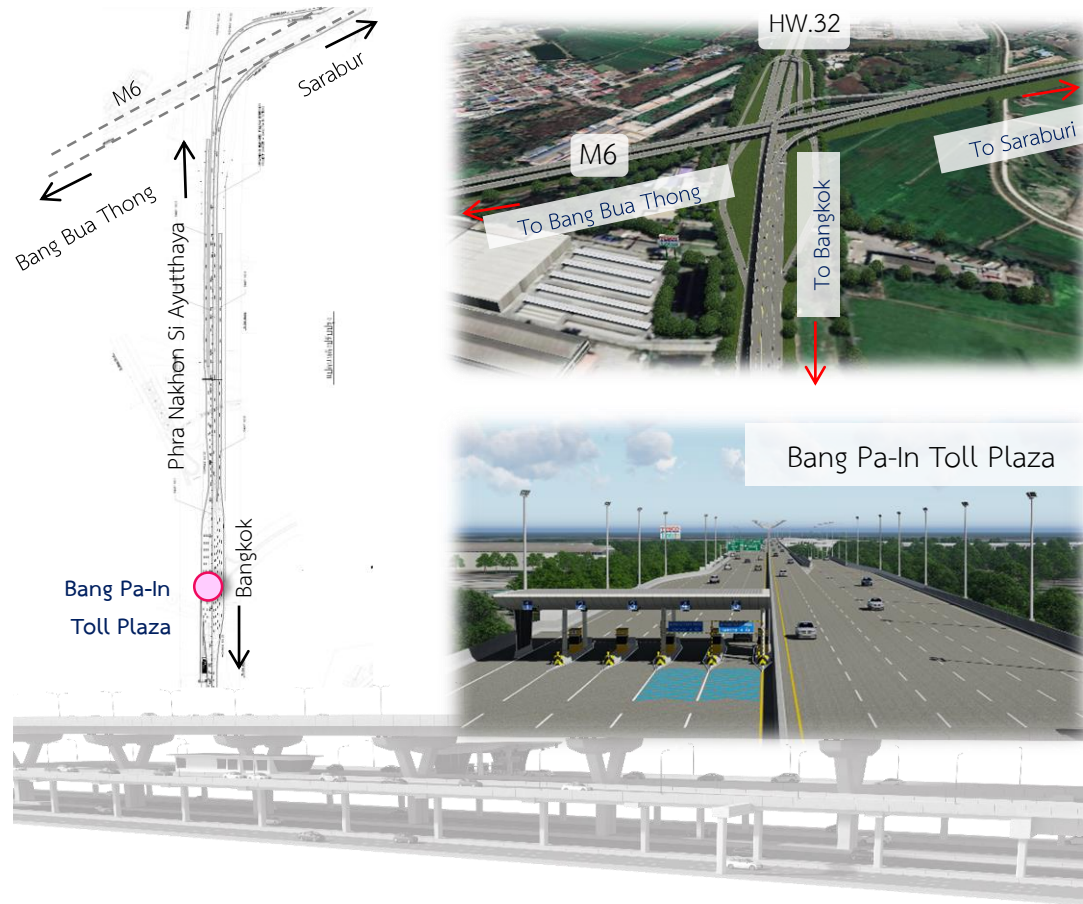 M6
Sarabur
Bang Bua Thong
Phra Nakhon Si Ayutthaya
Bangkok
Bang Pa-In
Toll Plaza
HW.32
M6
To Saraburi
To Bang Bua Thong
To Bangkok
Bang Pa-In Toll Plaza